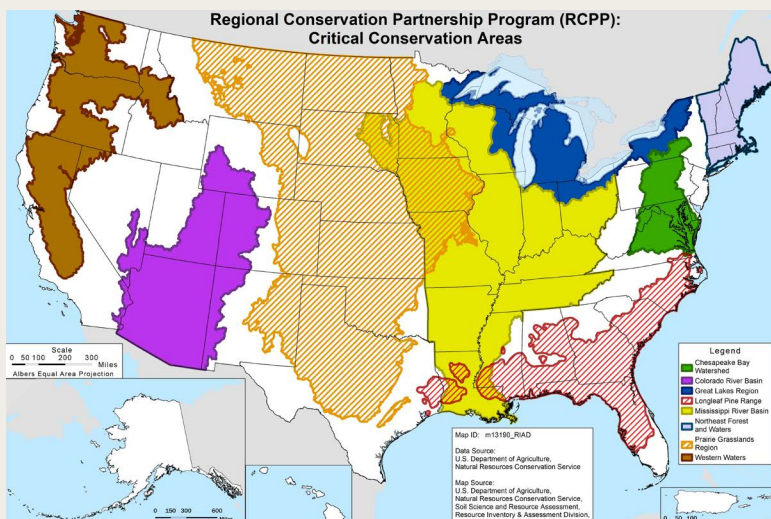 Regional Conservation Partnership Program (RCPP):
Critical Conservation Areas
Scale
0 50 100 200 300
Miles
Albers Equal Area Projection
0 150 300 600
Map ID: m13190_RIAD
Data Source:
U.S. Department of Agriculture,
Natural Resources Conservation Service
Map Source:
U.S. Department of Agriculture,
Natural Resources Conservation Service,
Soil Science and Resource Assessment,
Resource Inventory & Assessment Division,
Legend
Chesapeake Bay
Watershed
Colorado River Basin
Great Lakes Region
Longleaf Pine Range
Mississippi River Basin
Northeast Forest
and Waters
Prairie Grasslands
Region
Western Waters